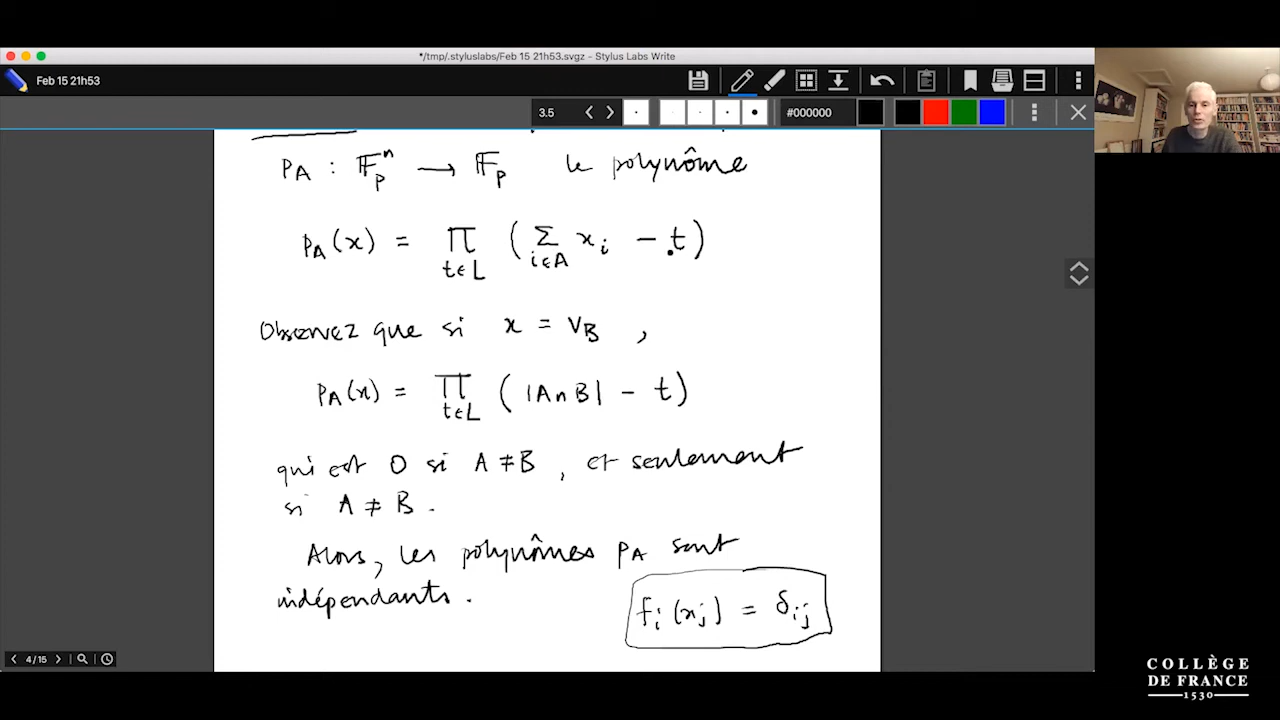 */tmp/.styluslabs/Feb 15 21h53.svgz - Stylus Labs Write
Feb 15 21h53
3.5
#000000
P_A : 𝔽_p^n → 𝔽_p le polynôme
P_A(x) = ∏_{t∈L} (Σ_{i∈A} x_i - t)
Observez que si x = v_B ,
P_A(x) = ∏_{t∈L} (|A∩B| - t)
qui est 0 si A ≠ B , et seulement
si A ≠ B .
Alors, les polynômes P_A sont
indépendants .
f_i(x_j) = δ_ij
4/15
COLLÈGE
DE FRANCE
1530